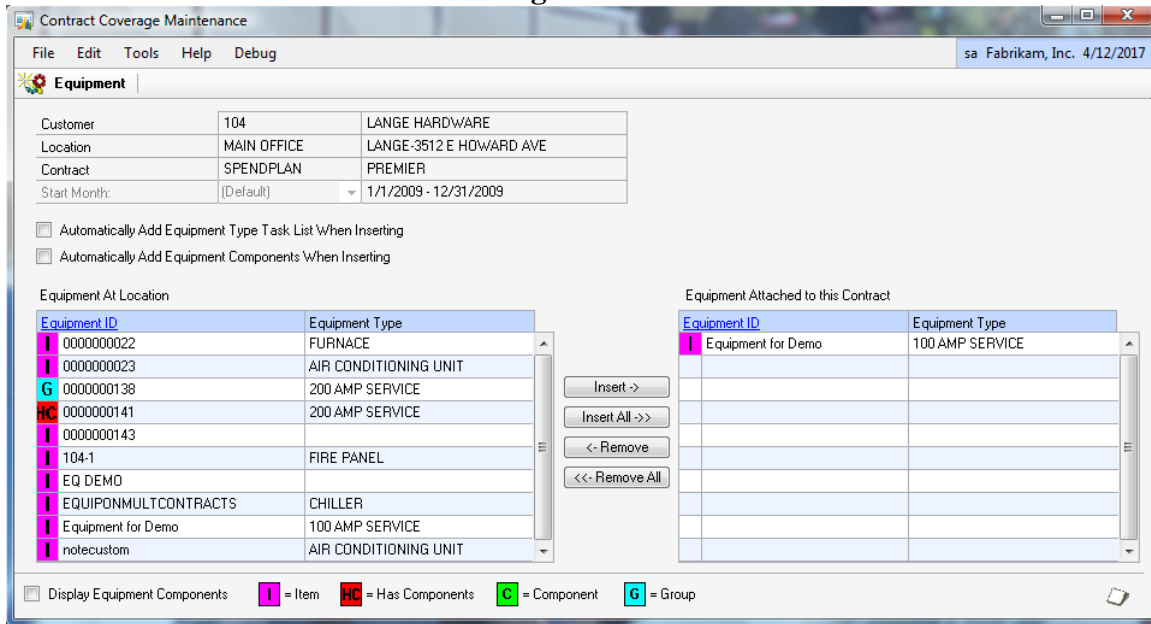 Contract Coverage Maintenance
File Edit Tools Help Debug sa Fabrikam, Inc. 4/12/2017
Equipment
Customer 104 LANGE HARDWARE
Location MAIN OFFICE LANGE-3512 E HOWARD AVE
Contract SPENDPLAN PREMIER
Start Month: (Default) 1/1/2009 - 12/31/2009
Automatically Add Equipment Type Task List When Inserting
Automatically Add Equipment Components When Inserting
Equipment At Location
Equipment ID Equipment Type
I 0000000022 FURNACE
I 0000000023 AIR CONDITIONING UNIT
G 0000000138 200 AMP SERVICE
HC 0000000141 200 AMP SERVICE
I 0000000143
I 104-1 FIRE PANEL
I EQ DEMO
I EQUIPONMULTCONTRACTS CHILLER
I Equipment for Demo 100 AMP SERVICE
I notecustom AIR CONDITIONING UNIT
Insert ->
Insert All ->>
<- Remove
<<- Remove All
Equipment Attached to this Contract
Equipment ID Equipment Type
I Equipment for Demo 100 AMP SERVICE
Display Equipment Components I = Item HC = Has Components C = Component G = Group